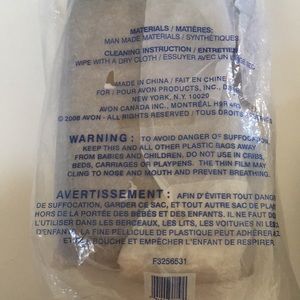 MATERIALS / MATIÈRES:
MAN MADE MATERIALS / SYNTHÉTIQUES
CLEANING INSTRUCTION / ENTRETIEN
WIPE WITH A DRY CLOTH / ESSUYER AVEC UN
MADE IN CHINA / FAIT EN CHINE
FOR / POUR AVON PRODUCTS, INC.,
NEW YORK, N.Y. 10020
AVON CANADA INC., MONTRÉAL H9R
© 2008 AVON - ALL RIGHTS RESERVED / TOUS DROITS
WARNING: TO AVOID DANGER OF SUFFOCATION
KEEP THIS AND ALL OTHER PLASTIC BAGS AWAY
FROM BABIES AND CHILDREN. DO NOT USE IN CRIBS,
BEDS, CARRIAGES OR PLAYPENS. THE THIN FILM MAY
CLING TO NOSE AND MOUTH AND PREVENT BREATHING.
AVERTISSEMENT: AFIN D'ÉVITER TOUT DANGER
DE SUFFOCATION, GARDER CE SAC, ET TOUT AUTRE SAC DE PLASTIQUE
HORS DE LA PORTÉE DES BÉBÉS ET DES ENFANTS. IL NE FAUT PAS
L'UTILISER DANS LES BERCEAUX, LES LITS, LES VOITURES NI
D'ENFANT LA FINE PELLICULE DE PLASTIQUE PEUT ADHÉRER AU
ET À BOUCHE ET EMPÊCHER L'ENFANT DE RESPIRER
F3256531